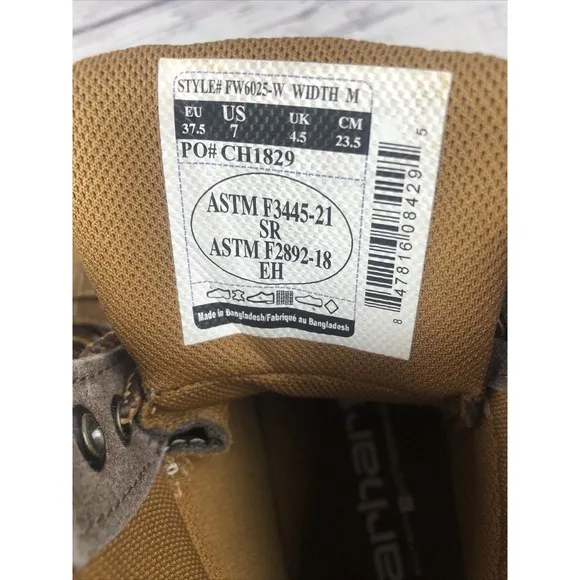 STYLE# FW6025-W WIDTH M
EU US UK CM
37.5 7 4.5 23.5
PO# CH1829
ASTM F3445-21
SR
ASTM F2892-18
EH
Made in Bangladesh/Fabriqué au Bangladesh
8 47816 08429 5
carhartt